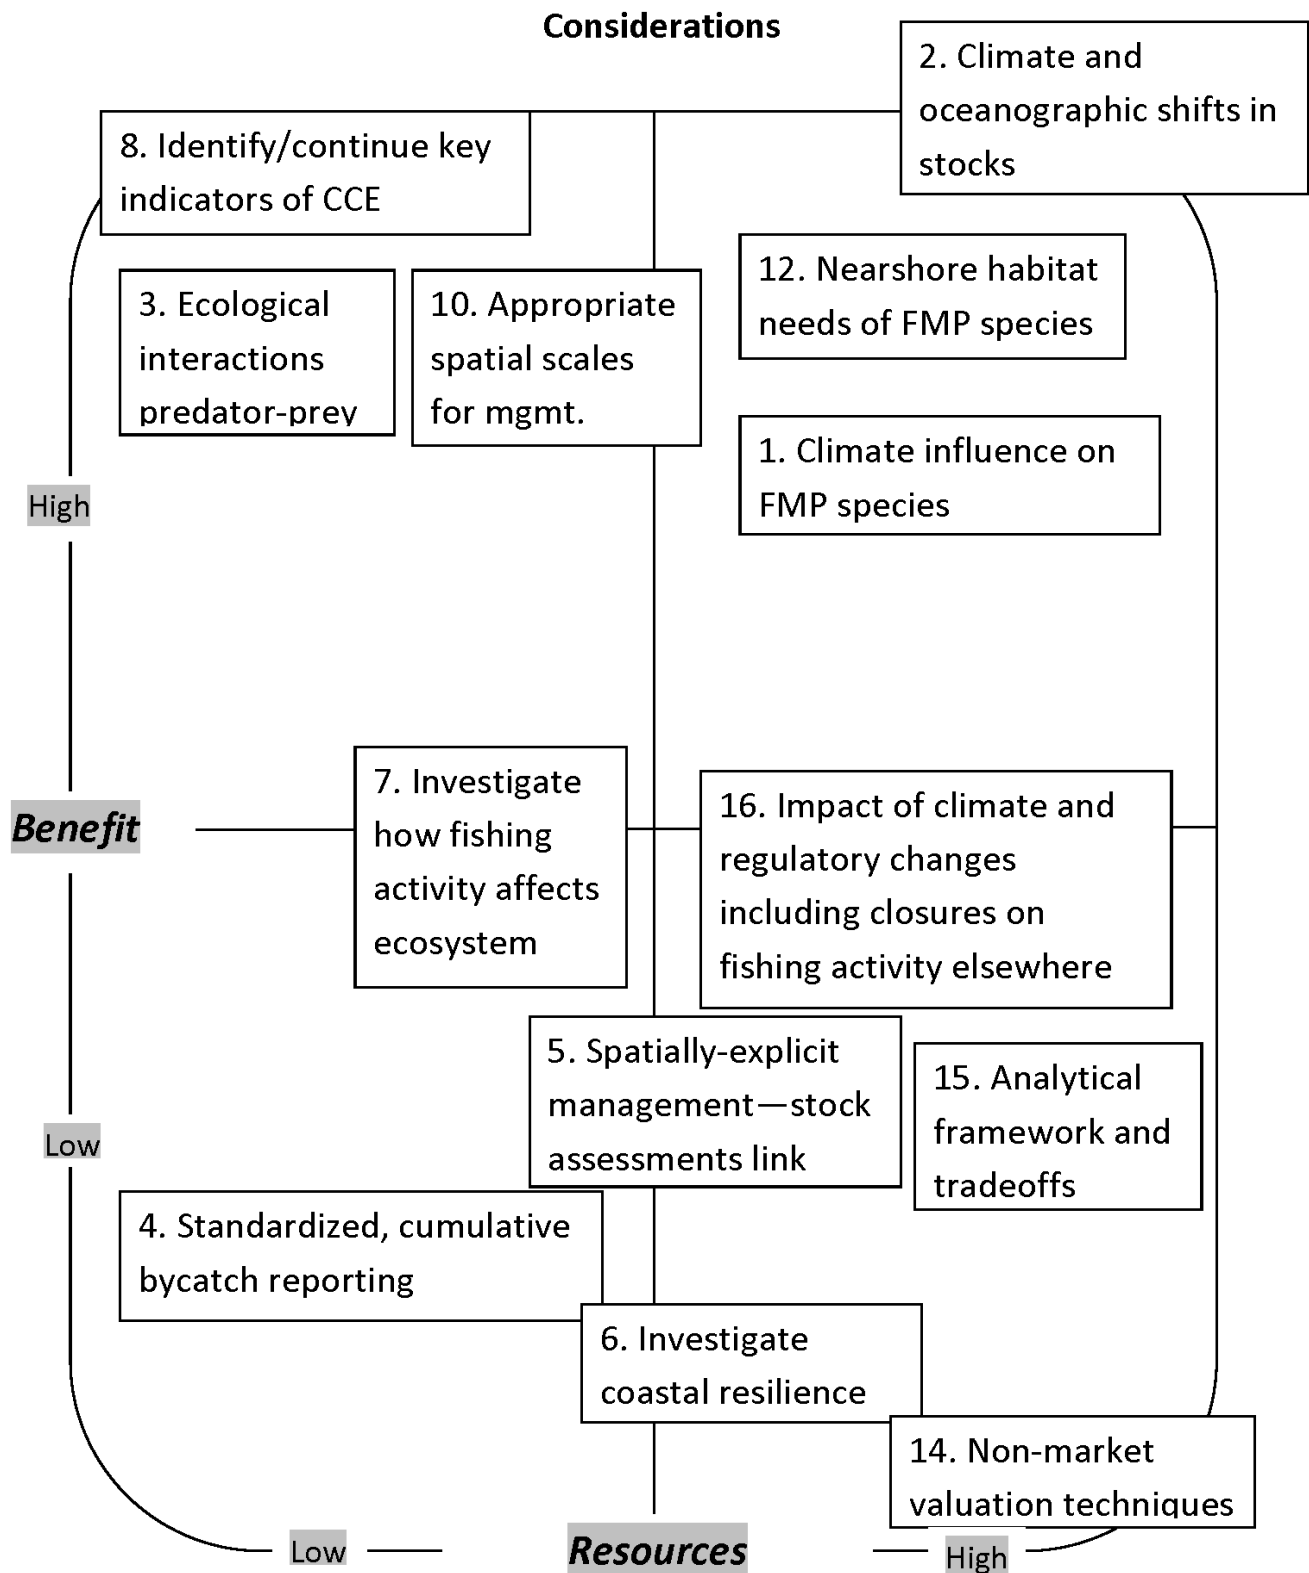 Considerations
2. Climate and
oceanographic shifts in
stocks
8. Identify/continue key
indicators of CCE
12. Nearshore habitat
needs of FMP species
3. Ecological
interactions
predator-prey
10. Appropriate
spatial scales
for mgmt.
1. Climate influence on
FMP species
High
7. Investigate
how fishing
activity affects
ecosystem
16. Impact of climate and
regulatory changes
including closures on
fishing activity elsewhere
Benefit
5. Spatially-explicit
management—stock
assessments link
15. Analytical
framework and
tradeoffs
Low
4. Standardized, cumulative
bycatch reporting
6. Investigate
coastal resilience
14. Non-market
valuation techniques
Low
Resources
High